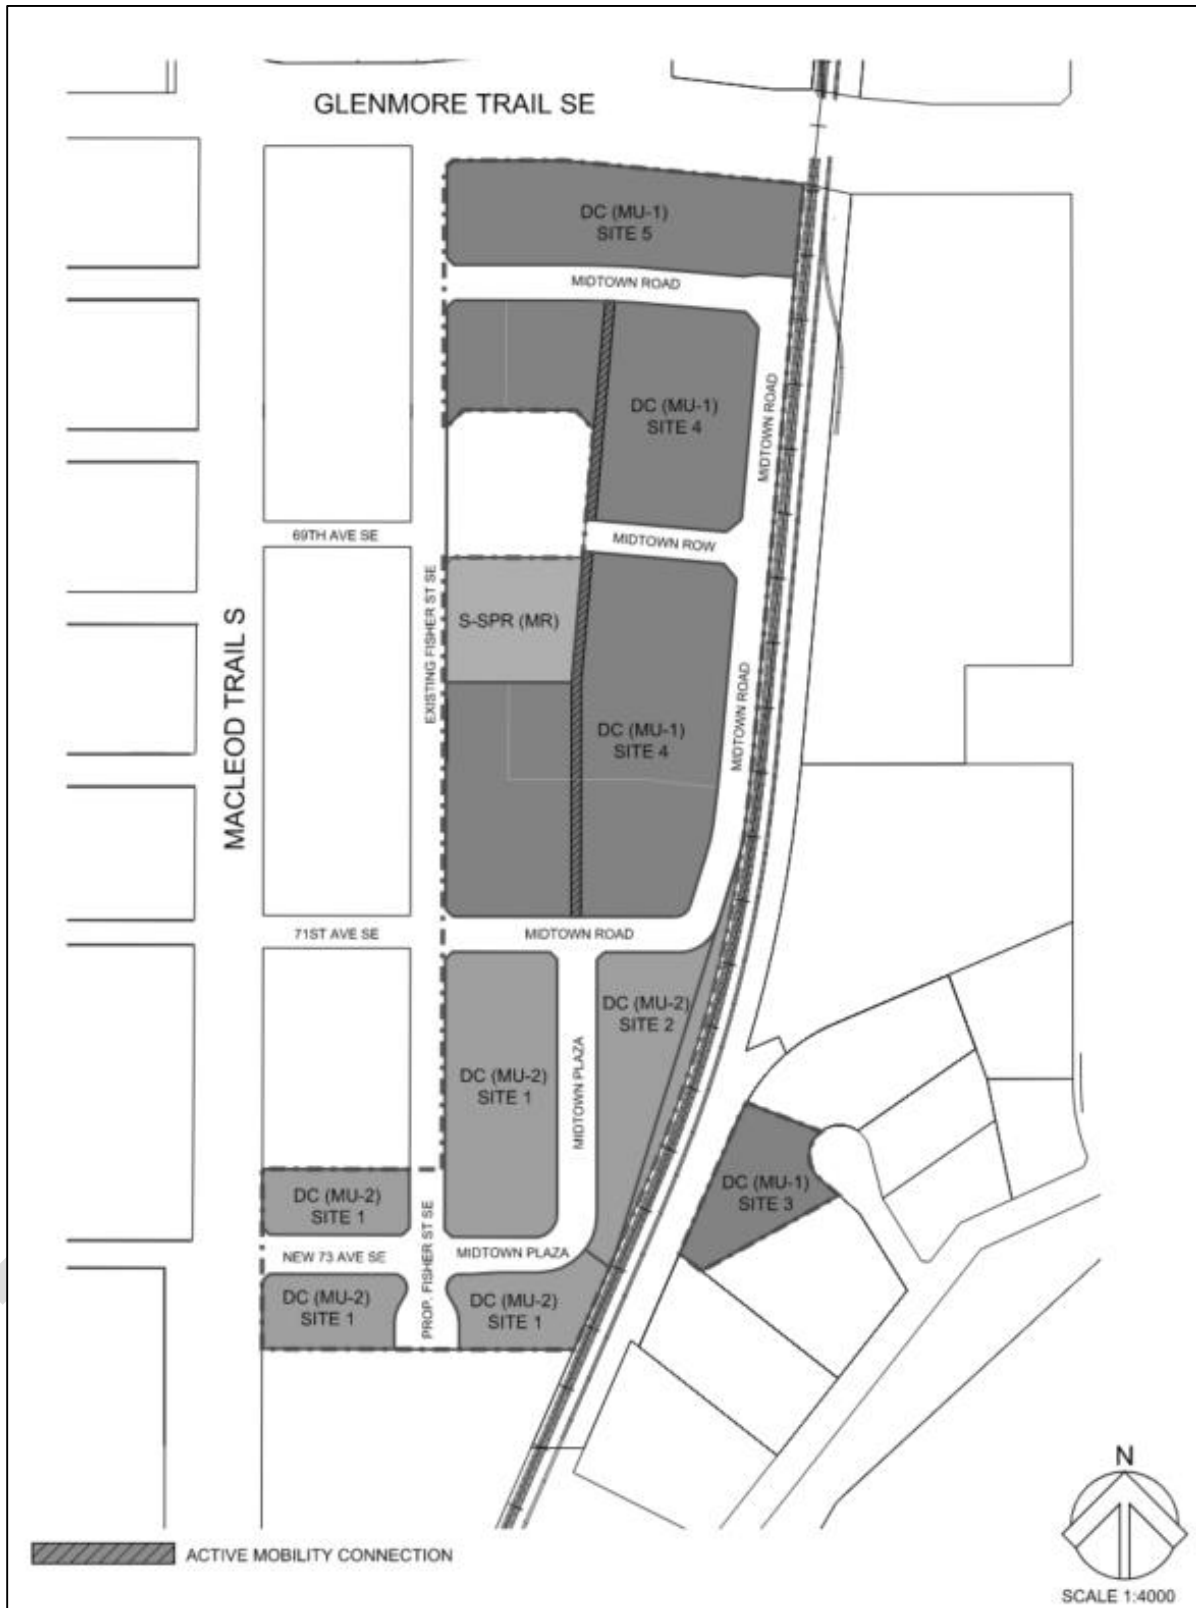 GLENMORE TRAIL SE
DC (MU-1)
SITE 5
MIDTOWN ROAD
DC (MU-1)
SITE 4
MIDTOWN ROAD
69TH AVE SE
MIDTOWN ROW
EXISTING FISHER ST SE
S-SPR (MR)
MACLEOD TRAIL S
DC (MU-1)
SITE 4
MIDTOWN ROAD
71ST AVE SE
MIDTOWN ROAD
DC (MU-2)
SITE 2
DC (MU-2)
SITE 1
MIDTOWN PLAZA
DC (MU-1)
SITE 3
DC (MU-2)
SITE 1
PROP. FISHER ST SE
NEW 73 AVE SE
MIDTOWN PLAZA
DC (MU-2)
SITE 1
DC (MU-2)
SITE 1
N
ACTIVE MOBILITY CONNECTION
SCALE 1:4000